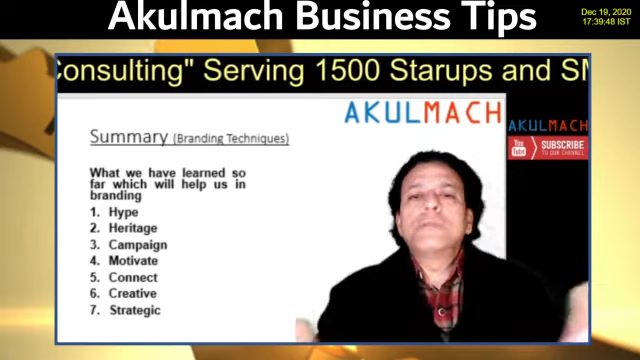 Akulmach Business Tips
Dec 19, 2020
17:39:48 IST
Consulting" Serving 1500 Starups and SM
AKULMACH
AKULMACH
YouTube SUBSCRIBE
TO OUR CHANNEL
Summary (Branding Techniques)
What we have learned so
far which will help us in
branding
1. Hype
2. Heritage
3. Campaign
4. Motivate
5. Connect
6. Creative
7. Strategic